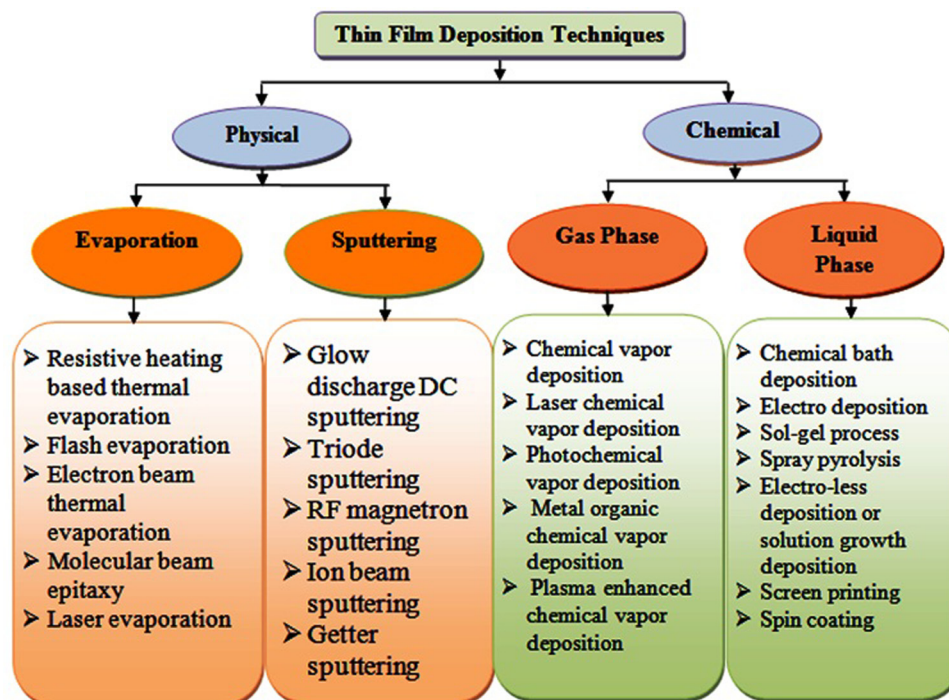 Thin Film Deposition Techniques
Physical
Chemical
Evaporation
Sputtering
Gas Phase
Liquid
Phase
➢ Resistive heating
based thermal
evaporation
➢ Flash evaporation
➢ Electron beam
thermal
evaporation
➢ Molecular beam
epitaxy
➢ Laser evaporation
➢ Glow
discharge DC
sputtering
➢ Triode
sputtering
➢ RF magnetron
sputtering
➢ Ion beam
sputtering
➢ Getter
sputtering
➢ Chemical vapor
deposition
➢ Laser chemical
vapor deposition
➢ Photochemical
vapor deposition
➢ Metal organic
chemical vapor
deposition
➢ Plasma enhanced
chemical vapor
deposition
➢ Chemical bath
deposition
➢ Electro deposition
➢ Sol-gel process
➢ Spray pyrolysis
➢ Electro-less
deposition or
solution growth
deposition
➢ Screen printing
➢ Spin coating